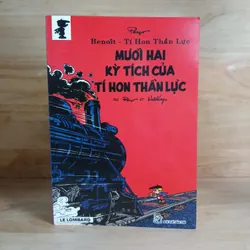 Peyo
Benoît - Tí Hon Thần Lực
MƯỜI HAI
KỲ TÍCH CỦA
TÍ HON THẦN LỰC
LE LOMBARD